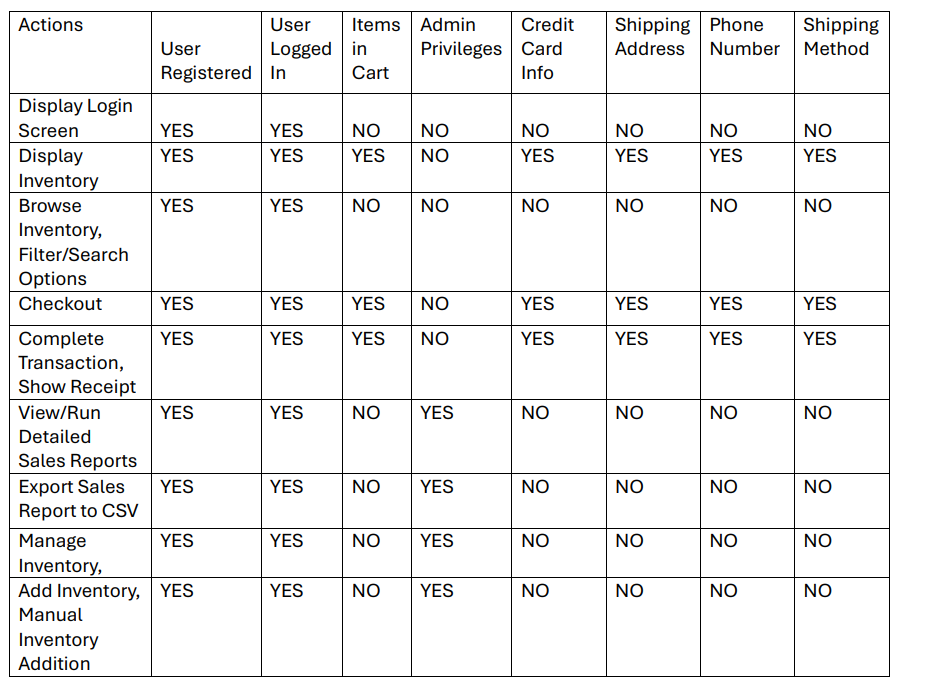 Actions User Registered User Logged In Items in Cart Admin Privileges Credit Card Info Shipping Address Phone Number Shipping Method
Display Login Screen YES YES NO NO NO NO NO NO
Display Inventory YES YES YES NO YES YES YES YES
Browse Inventory, Filter/Search Options YES YES NO NO NO NO NO NO
Checkout YES YES YES NO YES YES YES YES
Complete Transaction, Show Receipt YES YES YES NO YES YES YES YES
View/Run Detailed Sales Reports YES YES NO YES NO NO NO NO
Export Sales Report to CSV YES YES NO YES NO NO NO NO
Manage Inventory, YES YES NO YES NO NO NO NO
Add Inventory, Manual Inventory Addition YES YES NO YES NO NO NO NO